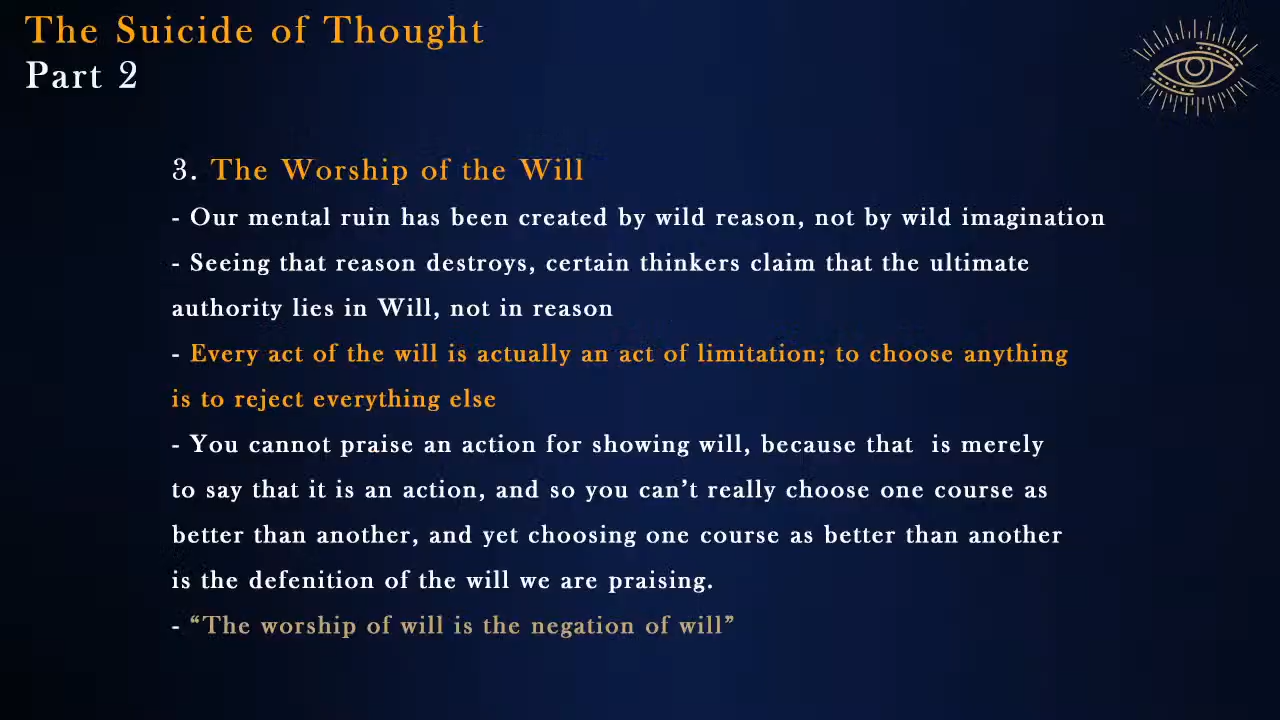 The Suicide of Thought
Part 2
3. The Worship of the Will
- Our mental ruin has been created by wild reason, not by wild imagination
- Seeing that reason destroys, certain thinkers claim that the ultimate
authority lies in Will, not in reason
- Every act of the will is actually an act of limitation; to choose anything
is to reject everything else
- You cannot praise an action for showing will, because that  is merely
to say that it is an action, and so you can’t really choose one course as
better than another, and yet choosing one course as better than another
is the defenition of the will we are praising.
- “The worship of will is the negation of will”